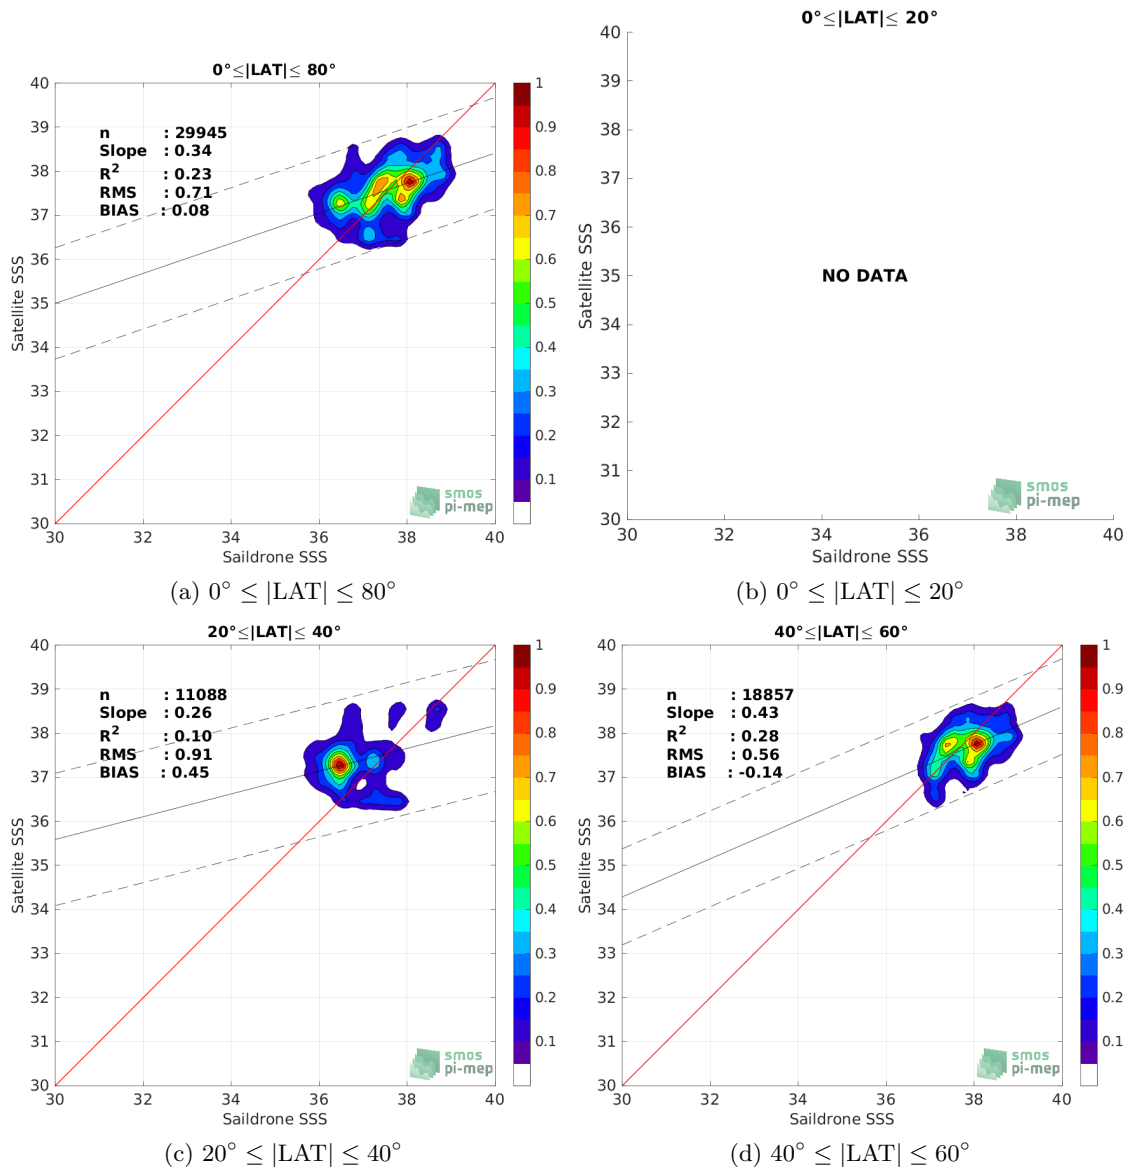 0°≤|LAT|≤ 80°
40
39
38
37
36
35
34
33
32
31
30
30 32 34 36 38 40
Satellite SSS
Saildrone SSS
n : 29945
Slope : 0.34
R² : 0.23
RMS : 0.71
BIAS : 0.08
1
0.9
0.8
0.7
0.6
0.5
0.4
0.3
0.2
0.1
smos
pi-mep
(a) 0° ≤ |LAT| ≤ 80°
0°≤|LAT|≤ 20°
40
39
38
37
36
35
34
33
32
31
30
30 32 34 36 38 40
Satellite SSS
Saildrone SSS
NO DATA
smos
pi-mep
(b) 0° ≤ |LAT| ≤ 20°
20°≤|LAT|≤ 40°
40
39
38
37
36
35
34
33
32
31
30
30 32 34 36 38 40
Satellite SSS
Saildrone SSS
n : 11088
Slope : 0.26
R² : 0.10
RMS : 0.91
BIAS : 0.45
1
0.9
0.8
0.7
0.6
0.5
0.4
0.3
0.2
0.1
smos
pi-mep
(c) 20° ≤ |LAT| ≤ 40°
40°≤|LAT|≤ 60°
40
39
38
37
36
35
34
33
32
31
30
30 32 34 36 38 40
Satellite SSS
Saildrone SSS
n : 18857
Slope : 0.43
R² : 0.28
RMS : 0.56
BIAS : -0.14
1
0.9
0.8
0.7
0.6
0.5
0.4
0.3
0.2
0.1
smos
pi-mep
(d) 40° ≤ |LAT| ≤ 60°